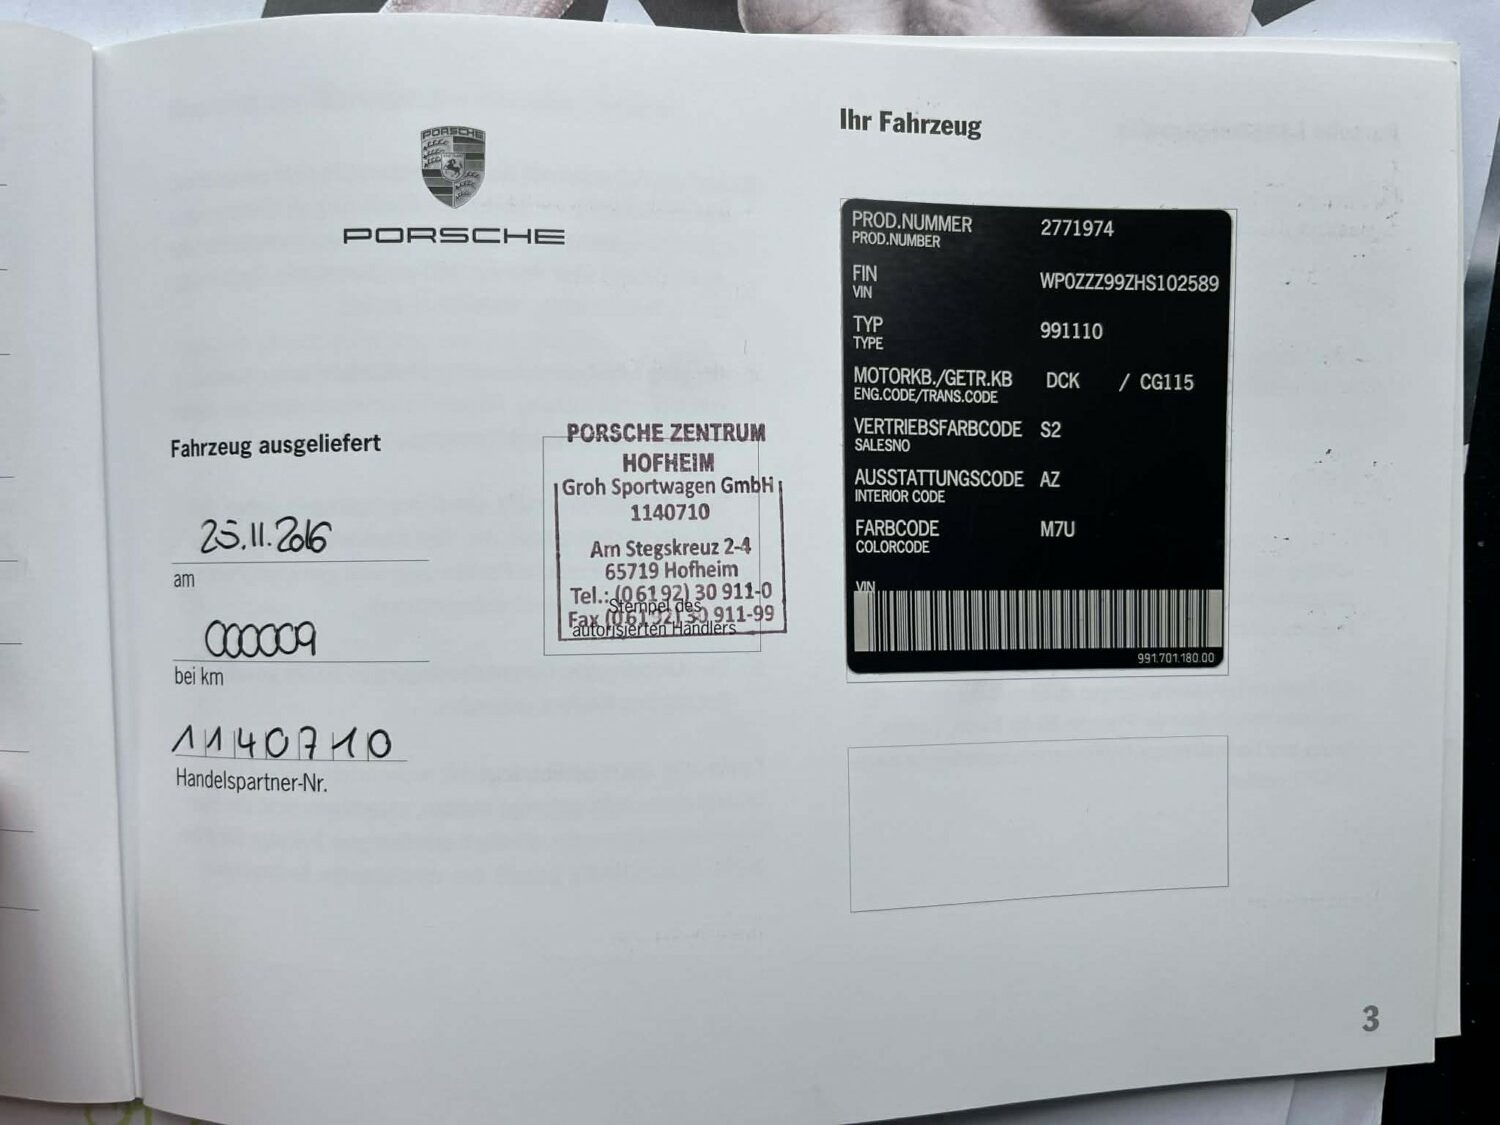 PORSCHE
PORSCHE
Fahrzeug ausgeliefert
25.11.2016
am
000009
bei km
1140710
Handelspartner-Nr.
PORSCHE ZENTRUM
HOFHEIM
Groh Sportwagen GmbH
1140710
Am Stegskreuz 2-4
65719 Hofheim
Tel.: (06192) 30 911-0
Fax (06192) 30 911-99
Stempel des
autorisierten Händlers
Ihr Fahrzeug
PROD.NUMMER 2771974
PROD.NUMBER
FIN WP0ZZZ99ZHS102589
VIN
TYP 991110
TYPE
MOTORKB./GETR.KB DCK / CG115
ENG.CODE/TRANS.CODE
VERTRIEBSFARBCODE S2
SALESNO
AUSSTATTUNGSCODE AZ
INTERIOR CODE
FARBCODE M7U
COLORCODE
VIN
991.701.180.00
3